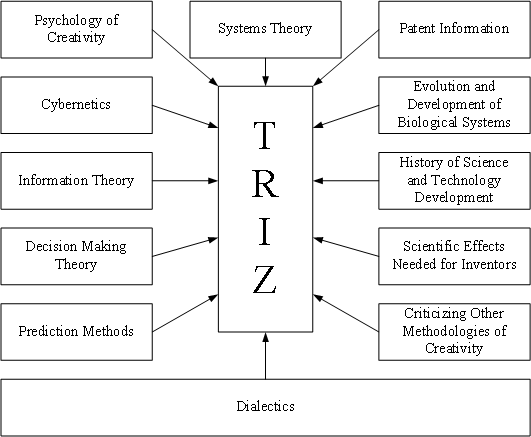 Psychology of
Creativity
Systems Theory
Patent Information
Cybernetics
Evolution and
Development of
Biological Systems
Information Theory
History of Science
and Technology
Development
Decision Making
Theory
Scientific Effects
Needed for Inventors
Prediction Methods
Criticizing Other
Methodologies of
Creativity
T
R
I
Z
Dialectics